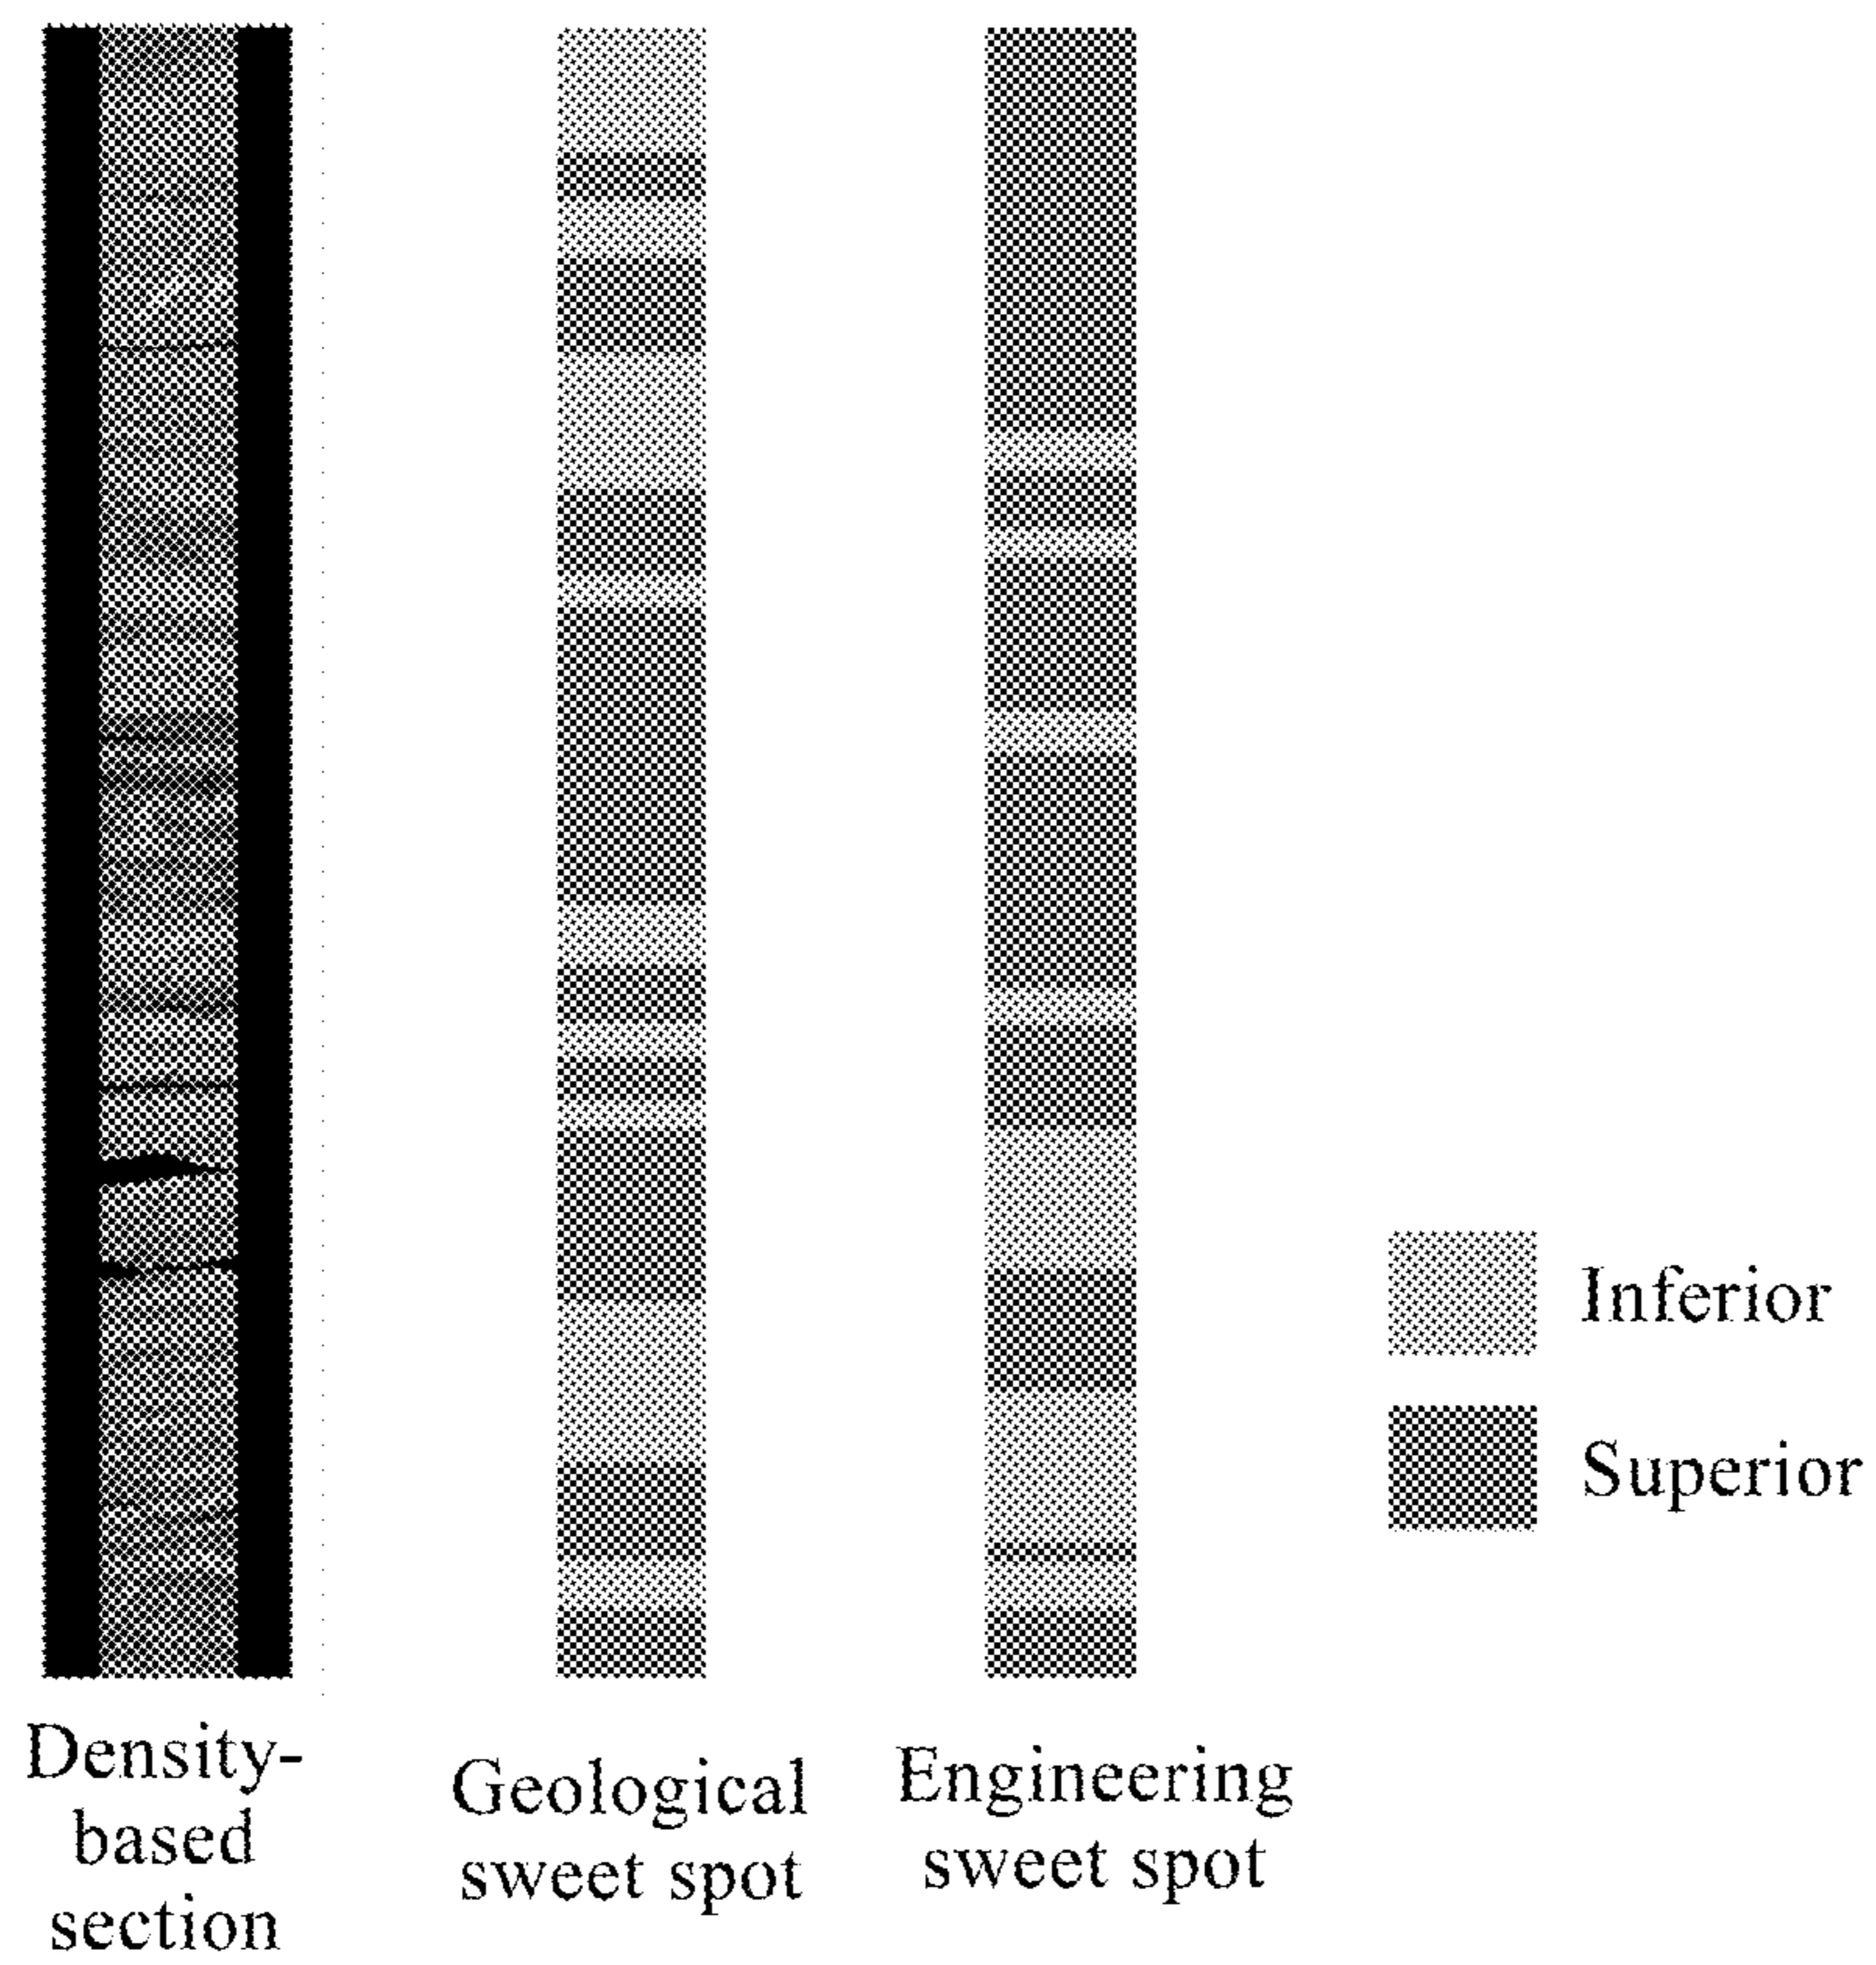 Inferior
Superior
Density-
based
section
Geological
sweet spot
Engineering
sweet spot